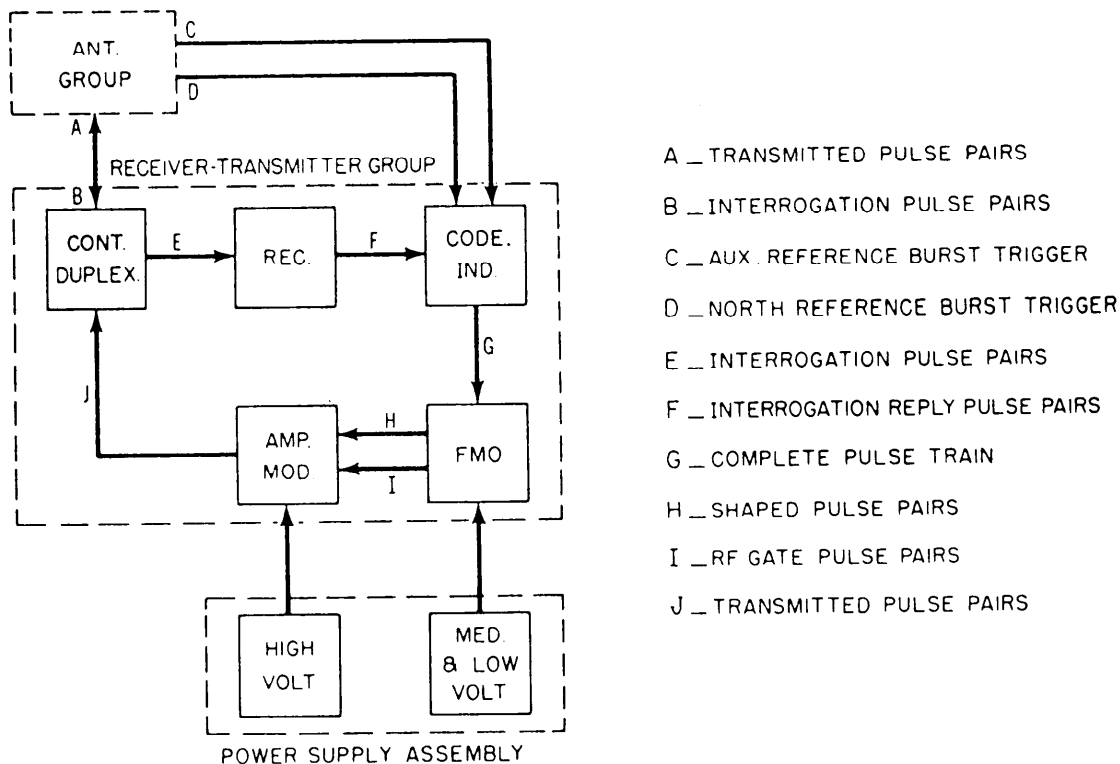 ANT.
GROUP
C
D
A
RECEIVER-TRANSMITTER GROUP
B
CONT.
DUPLEX.
E
REC.
F
CODE.
IND.
G
J
AMP.
MOD
H
I
FMO
HIGH
VOLT
MED.
& LOW
VOLT
POWER SUPPLY ASSEMBLY
A _ TRANSMITTED PULSE PAIRS
B _ INTERROGATION PULSE PAIRS
C _ AUX. REFERENCE BURST TRIGGER
D _ NORTH REFERENCE BURST TRIGGER
E _ INTERROGATION PULSE PAIRS
F _ INTERROGATION REPLY PULSE PAIRS
G _ COMPLETE PULSE TRAIN
H _ SHAPED PULSE PAIRS
I _ RF GATE PULSE PAIRS
J _ TRANSMITTED PULSE PAIRS